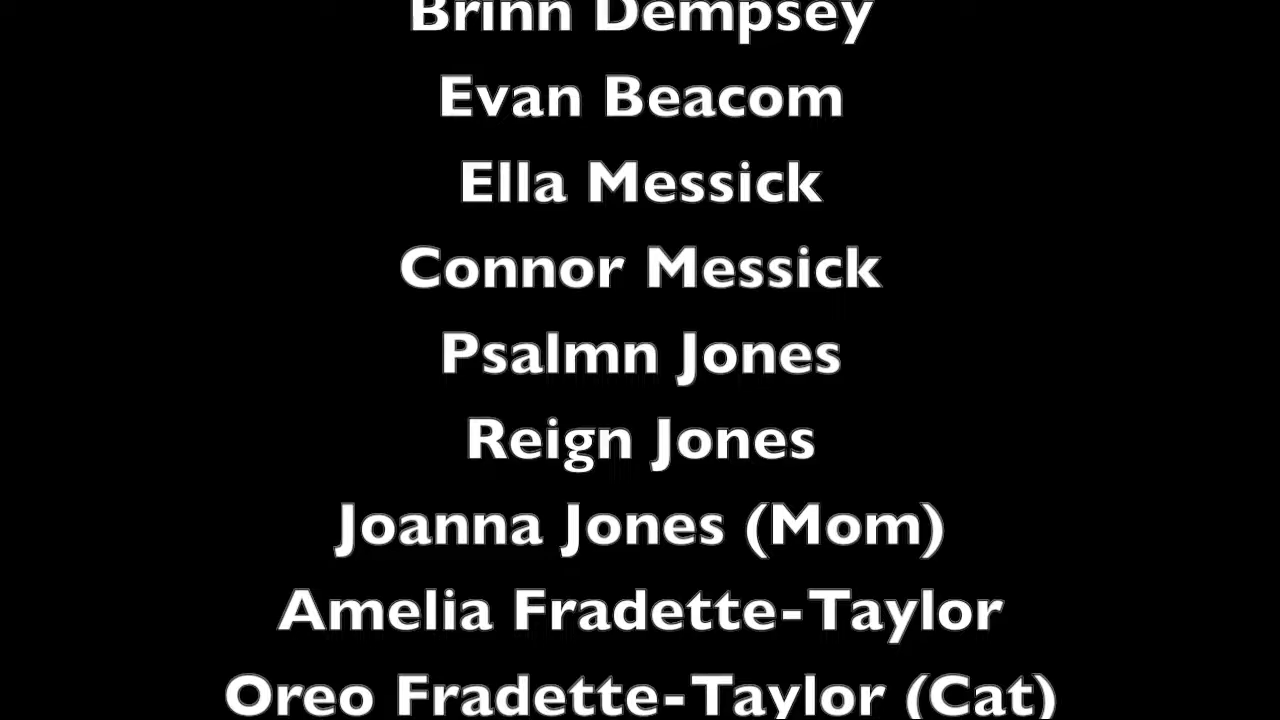 Brinn Dempsey
Evan Beacom
Ella Messick
Connor Messick
Psalmn Jones
Reign Jones
Joanna Jones (Mom)
Amelia Fradette-Taylor
Oreo Fradette-Taylor (Cat)